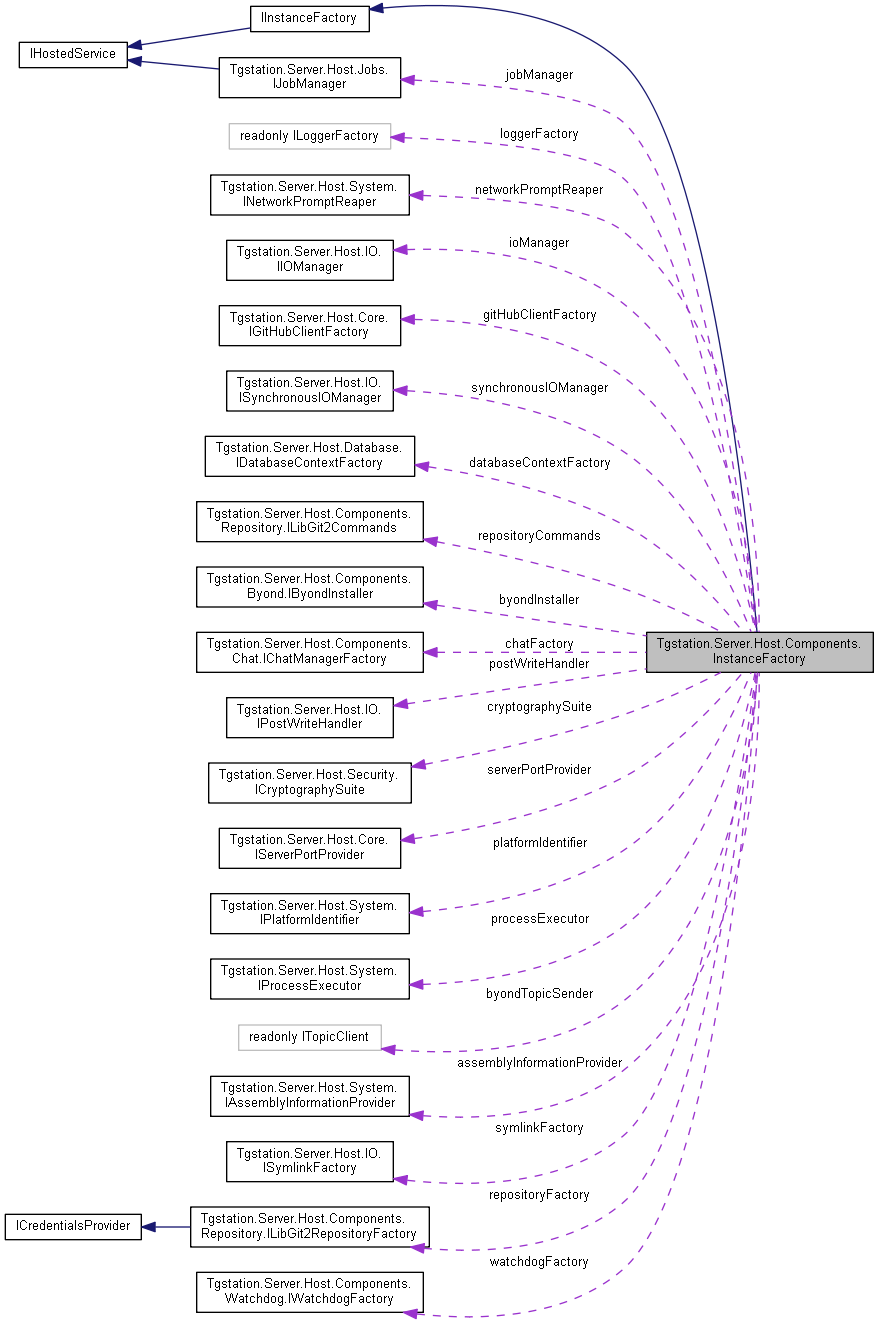 IInstanceFactory
IHostedService
Tgstation.Server.Host.Jobs.
IJobManager
jobManager
readonly ILoggerFactory
loggerFactory
Tgstation.Server.Host.System.
INetworkPromptReaper
networkPromptReaper
Tgstation.Server.Host.IO.
IIOManager
ioManager
Tgstation.Server.Host.Core.
IGitHubClientFactory
gitHubClientFactory
Tgstation.Server.Host.IO.
ISynchronousIOManager
synchronousIOManager
Tgstation.Server.Host.Database.
IDatabaseContextFactory
databaseContextFactory
Tgstation.Server.Host.Components.
Repository.ILibGit2Commands
repositoryCommands
Tgstation.Server.Host.Components.
Byond.IByondInstaller
byondInstaller
Tgstation.Server.Host.Components.
Chat.IChatManagerFactory
chatFactory
Tgstation.Server.Host.Components.
InstanceFactory
postWriteHandler
Tgstation.Server.Host.IO.
IPostWriteHandler
cryptographySuite
Tgstation.Server.Host.Security.
ICryptographySuite
serverPortProvider
Tgstation.Server.Host.Core.
IServerPortProvider
platformIdentifier
Tgstation.Server.Host.System.
IPlatformIdentifier
processExecutor
Tgstation.Server.Host.System.
IProcessExecutor
byondTopicSender
readonly ITopicClient
assemblyInformationProvider
Tgstation.Server.Host.System.
IAssemblyInformationProvider
symlinkFactory
Tgstation.Server.Host.IO.
ISymlinkFactory
repositoryFactory
ICredentialsProvider
Tgstation.Server.Host.Components.
Repository.ILibGit2RepositoryFactory
watchdogFactory
Tgstation.Server.Host.Components.
Watchdog.IWatchdogFactory